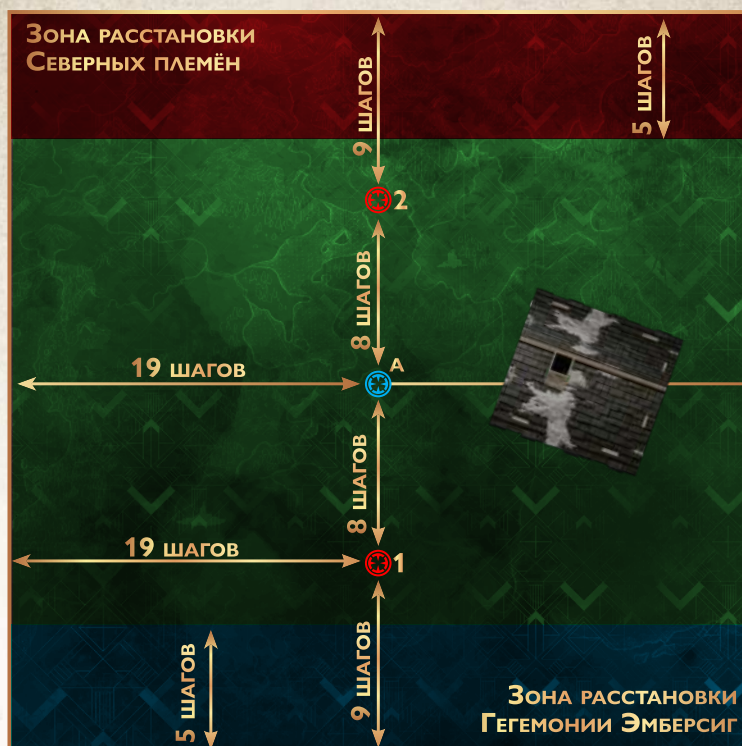 Зона расстановки
Северных племён
9 шагов
5 шагов
2
8 шагов
19 шагов
A
8 шагов
19 шагов
1
5 шагов
9 шагов
Зона расстановки
Гегемонии Эмберсиг